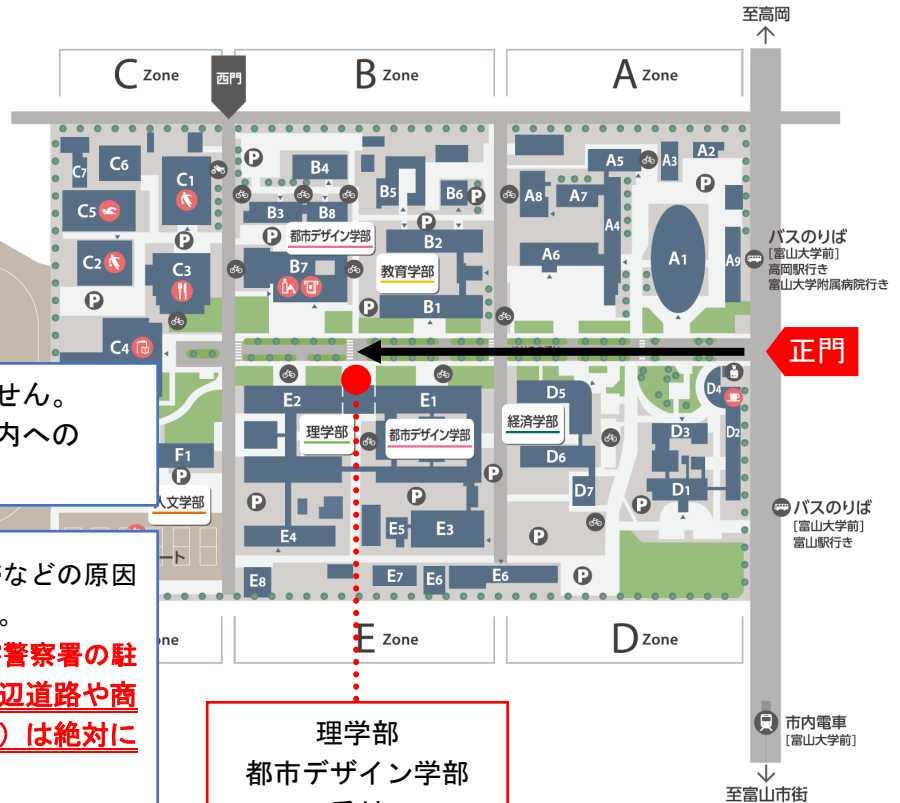 至高岡
C Zone
西門
B Zone
A Zone
C7
C6
C1
C5
C2
C3
C4
B4
B3
B8
B5
B6
都市デザイン学部
B2
B7
教育学部
B1
A8
A7
A5
A3
A2
A4
A6
A1
A9
P
バスのりば
[富山大学前]
高岡駅行き
富山大学附属病院行き
正門
E2
E1
理学部
都市デザイン学部
経済学部
D5
D6
D7
D4
D3
D2
D1
F1
人文学部
E4
E5
E3
E8
E7
E6
E6
バスのりば
[富山大学前]
富山駅行き
せん。
内への
などの原因
。
警察署の駐
辺道路や商
）は絶対に
ート
one
E Zone
D Zone
理学部
都市デザイン学部
市内電車
[富山大学前]
至富山市街